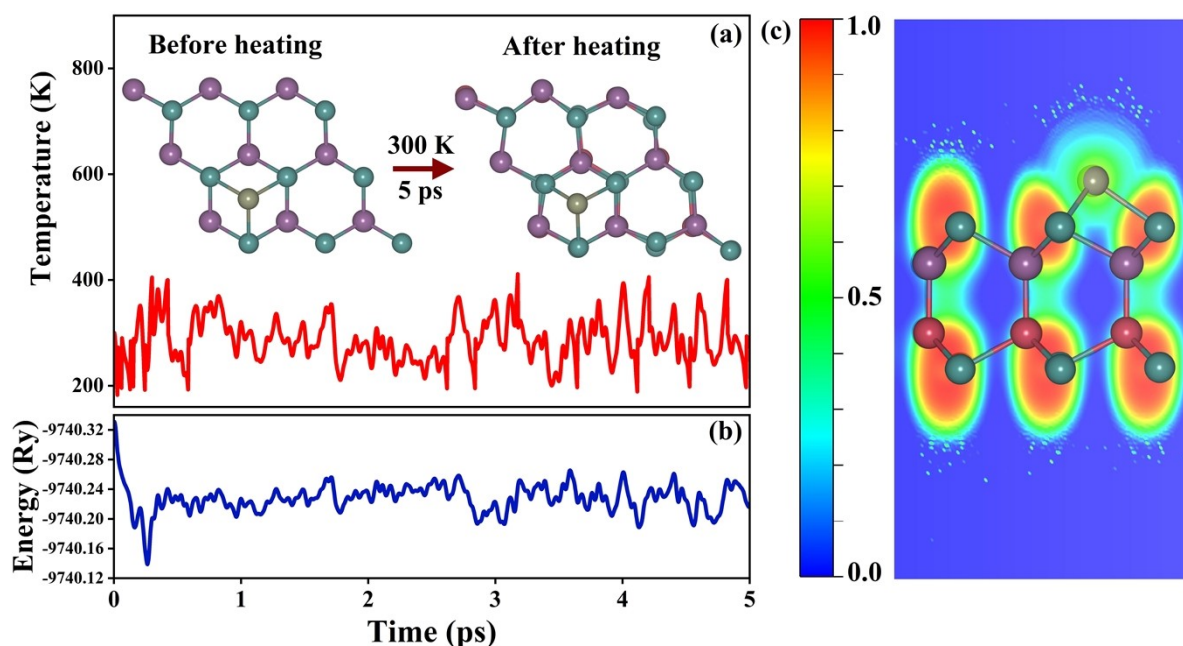 (a)
Before heating
After heating
300 K
5 ps
Temperature (K)
800
600
400
200
(b)
Energy (Ry)
-9740.32
-9740.28
-9740.24
-9740.20
-9740.16
-9740.12
0
1
2
3
4
5
Time (ps)
(c)
1.0
0.5
0.0